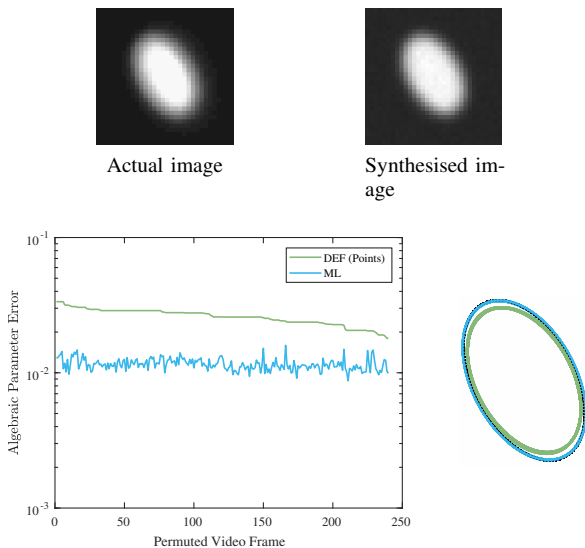 Actual image
Synthesised im-
age
10^-1
10^-2
10^-3
Algebraic Parameter Error
DEF (Points)
ML
0 50 100 150 200 250
Permuted Video Frame